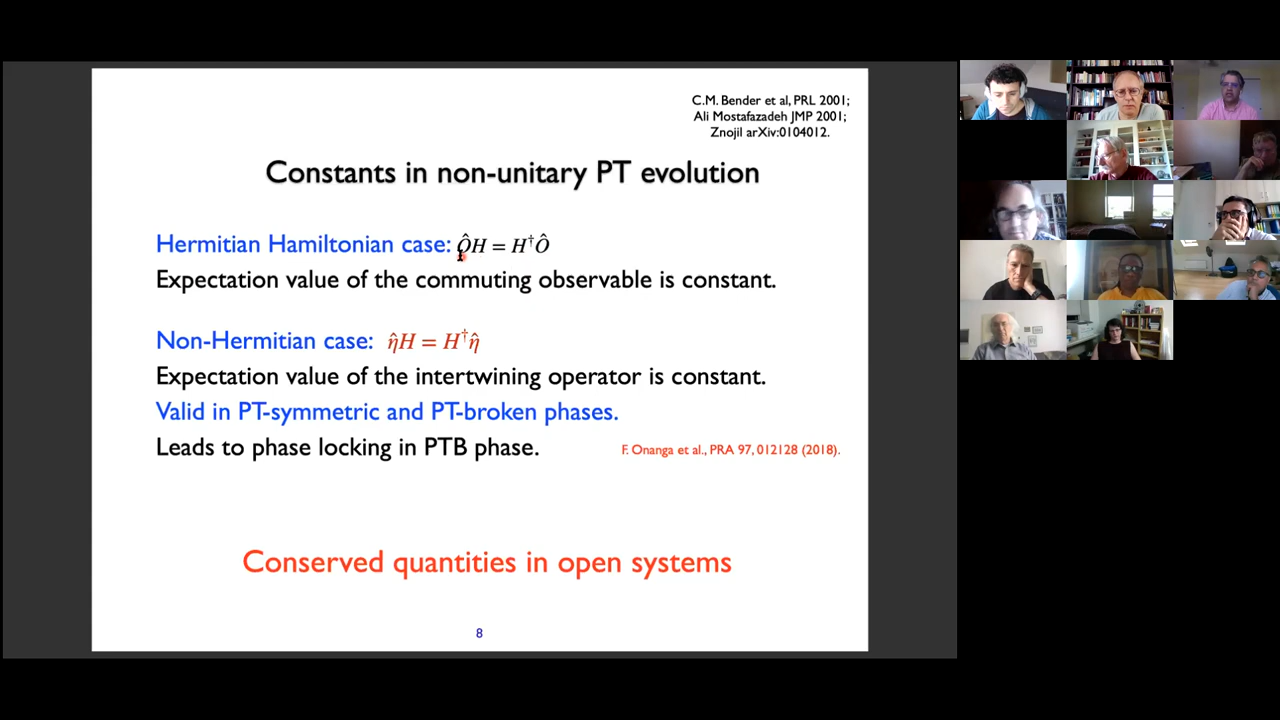 C.M. Bender et al, PRL 2001;
Ali Mostafazadeh JMP 2001;
Znojil arXiv:0104012.
Constants in non-unitary PT evolution
Hermitian Hamiltonian case: ÔH = H†Ô
Expectation value of the commuting observable is constant.
Non-Hermitian case: η̂H = H†η̂
Expectation value of the intertwining operator is constant.
Valid in PT-symmetric and PT-broken phases.
Leads to phase locking in PTB phase.
F. Onanga et al., PRA 97, 012128 (2018).
Conserved quantities in open systems
8